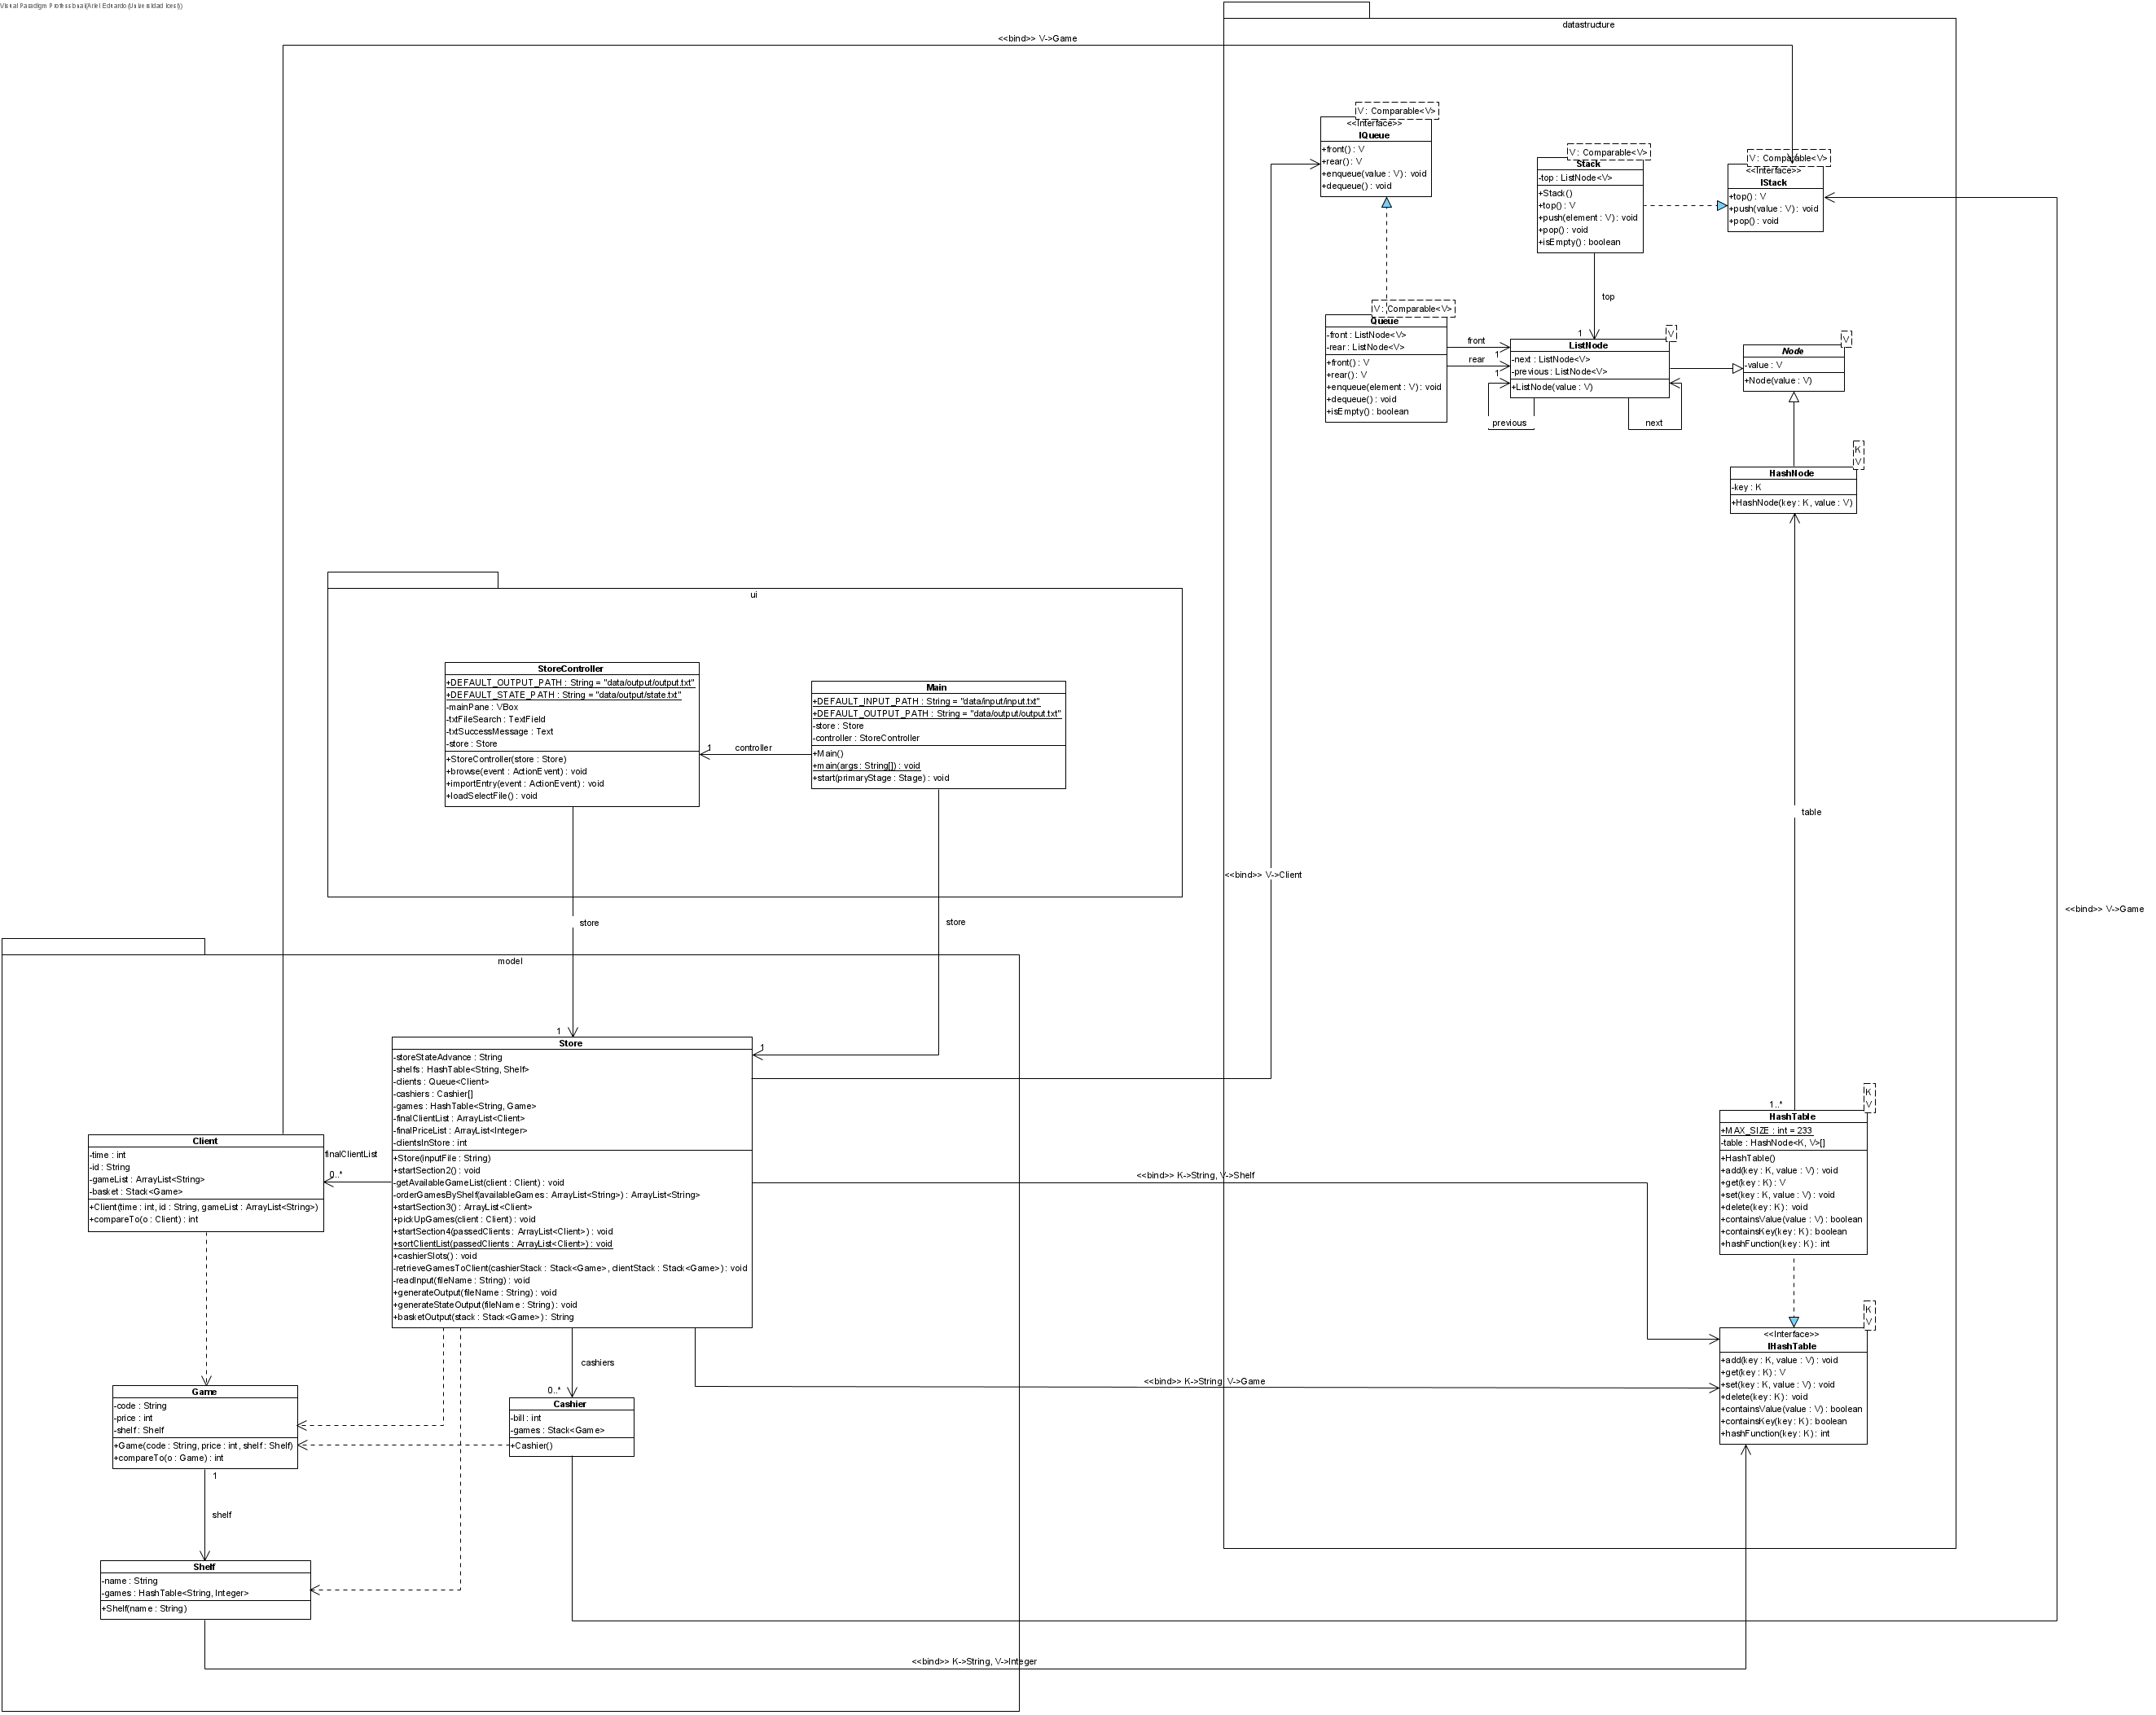 Visual Paradigm Professional(Ariel Eduardo(Universidad Icesi))
datastructure
<<bind>> V->Game
V : Comparable<V>
<<Interface>>
IQueue
+front() : V
+rear() : V
+enqueue(value : V) : void
+dequeue() : void
V : Comparable<V>
Stack
-top : ListNode<V>
+Stack()
+top() : V
+push(element : V) : void
+pop() : void
+isEmpty() : boolean
V : Comparable<V>
<<Interface>>
IStack
+top() : V
+push(value : V) : void
+pop() : void
top
1
V : Comparable<V>
Queue
-front : ListNode<V>
-rear : ListNode<V>
+front() : V
+rear() : V
+enqueue(element : V) : void
+dequeue() : void
+isEmpty() : boolean
front
1
rear
1
V
ListNode
-next : ListNode<V>
-previous : ListNode<V>
+ListNode(value : V)
previous
next
V
Node
-value : V
+Node(value : V)
K
V
HashNode
-key : K
+HashNode(key : K, value : V)
table
ui
StoreController
+DEFAULT_OUTPUT_PATH : String = "data/output/output.txt"
+DEFAULT_STATE_PATH : String = "data/output/state.txt"
-mainPane : VBox
-txtFileSearch : TextField
-txtSuccessMessage : Text
-store : Store
+StoreController(store : Store)
+browse(event : ActionEvent) : void
+importEntry(event : ActionEvent) : void
+loadSelectFile() : void
1
controller
Main
+DEFAULT_INPUT_PATH : String = "data/input/input.txt"
+DEFAULT_OUTPUT_PATH : String = "data/output/output.txt"
-store : Store
-controller : StoreController
+Main()
+main(args : String[]) : void
+start(primaryStage : Stage) : void
<<bind>> V->Client
<<bind>> V->Game
store
store
model
1
1
Store
-storeStateAdvance : String
-shelfs : HashTable<String, Shelf>
-clients : Queue<Client>
-cashiers : Cashier[]
-games : HashTable<String, Game>
-finalClientList : ArrayList<Client>
-finalPriceList : ArrayList<Integer>
-clientsInStore : int
+Store(inputFile : String)
+startSection2() : void
-getAvailableGameList(client : Client) : void
-orderGamesByShelf(availableGames : ArrayList<String>) : ArrayList<String>
+startSection3() : ArrayList<Client>
+pickUpGames(client : Client) : void
+startSection4(passedClients : ArrayList<Client>) : void
+sortClientList(passedClients : ArrayList<Client>) : void
+cashierSlots() : void
-retrieveGamesToClient(cashierStack : Stack<Game>, clientStack : Stack<Game>) : void
-readInput(fileName : String) : void
+generateOutput(fileName : String) : void
+generateStateOutput(fileName : String) : void
+basketOutput(stack : Stack<Game>) : String
Client
-time : int
-id : String
-gameList : ArrayList<String>
-basket : Stack<Game>
+Client(time : int, id : String, gameList : ArrayList<String>)
+compareTo(o : Client) : int
finalClientList
0..*
<<bind>> K->String, V->Shelf
1..*
K
V
HashTable
+MAX_SIZE : int = 233
-table : HashNode<K, V>[]
+HashTable()
+add(key : K, value : V) : void
+get(key : K) : V
+set(key : K, value : V) : void
+delete(key : K) : void
+containsValue(value : V) : boolean
+containsKey(key : K) : boolean
+hashFunction(key : K) : int
K
V
<<Interface>>
IHashTable
+add(key : K, value : V) : void
+get(key : K) : V
+set(key : K, value : V) : void
+delete(key : K) : void
+containsValue(value : V) : boolean
+containsKey(key : K) : boolean
+hashFunction(key : K) : int
<<bind>> K->String, V->Game
cashiers
0..*
Cashier
-bill : int
-games : Stack<Game>
+Cashier()
Game
-code : String
-price : int
-shelf : Shelf
+Game(code : String, price : int, shelf : Shelf)
+compareTo(o : Game) : int
1
shelf
Shelf
-name : String
-games : HashTable<String, Integer>
+Shelf(name : String)
<<bind>> K->String, V->Integer